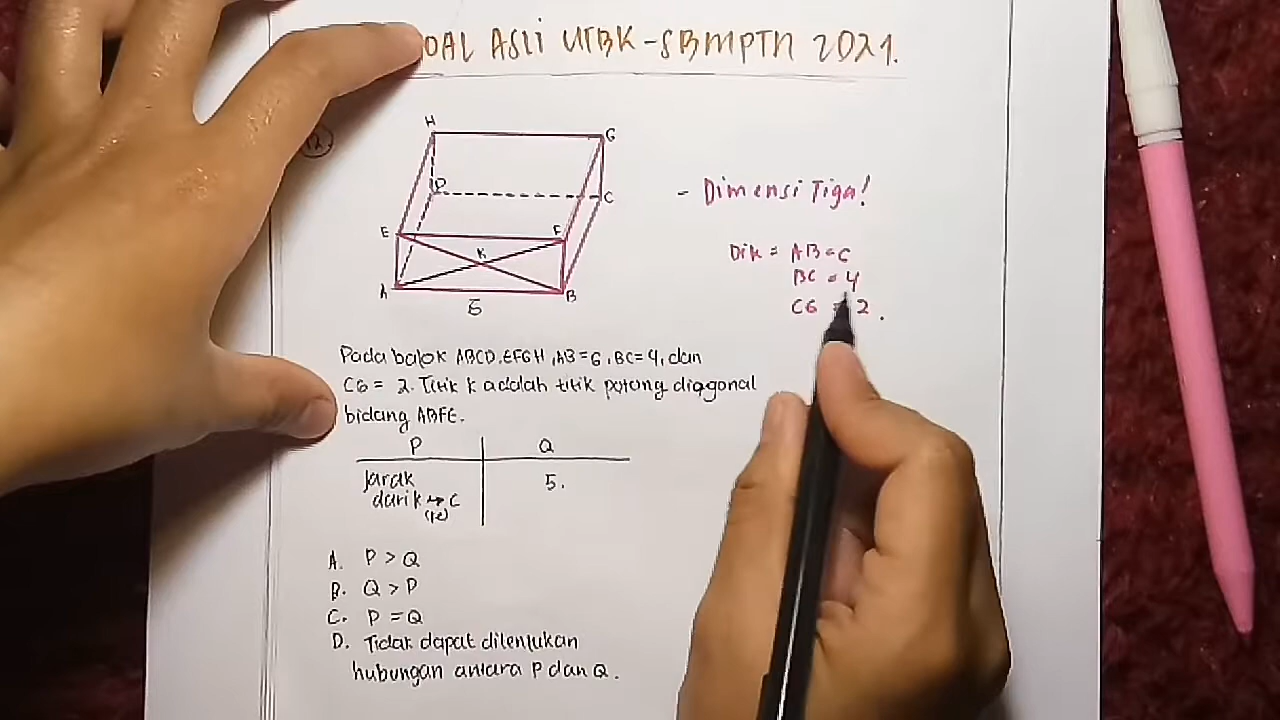 OAL ASLI UTBK-SBMPTN 2021.
12.
H
G
D
C
E
F
K
A
B
6
- Dimensi Tiga!
Dik = AB = 6
BC = 4
CG = 2.
Pada balok ABCD.EFGH, AB=6, BC=4, dan
CG = 2. Titik K adalah titik potong diagonal
bidang ABFE.
P Q
Jarak 5.
dari K → C
(ke)
A. P > Q
B. Q > P
C. P = Q
D. Tidak dapat ditentukan
hubungan antara P dan Q.